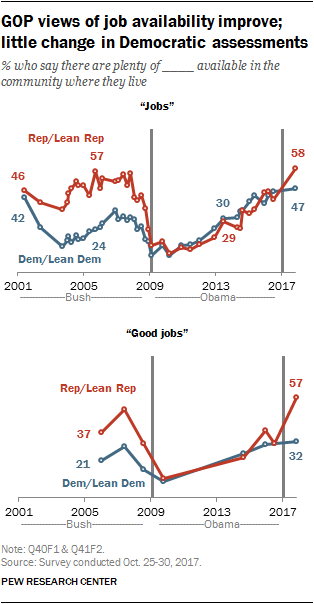 GOP views of job availability improve;
little change in Democratic assessments
% who say there are plenty of _____ available in the
community where they live
“Jobs”
Rep/Lean Rep
57
58
46
42
30
47
24
29
Dem/Lean Dem
2001 2005 2009 2013 2017
Bush Obama
“Good jobs”
Rep/Lean Rep
57
37
21
32
Dem/Lean Dem
2001 2005 2009 2013 2017
Bush Obama
Note: Q40F1 & Q41F2.
Source: Survey conducted Oct. 25-30, 2017.
PEW RESEARCH CENTER